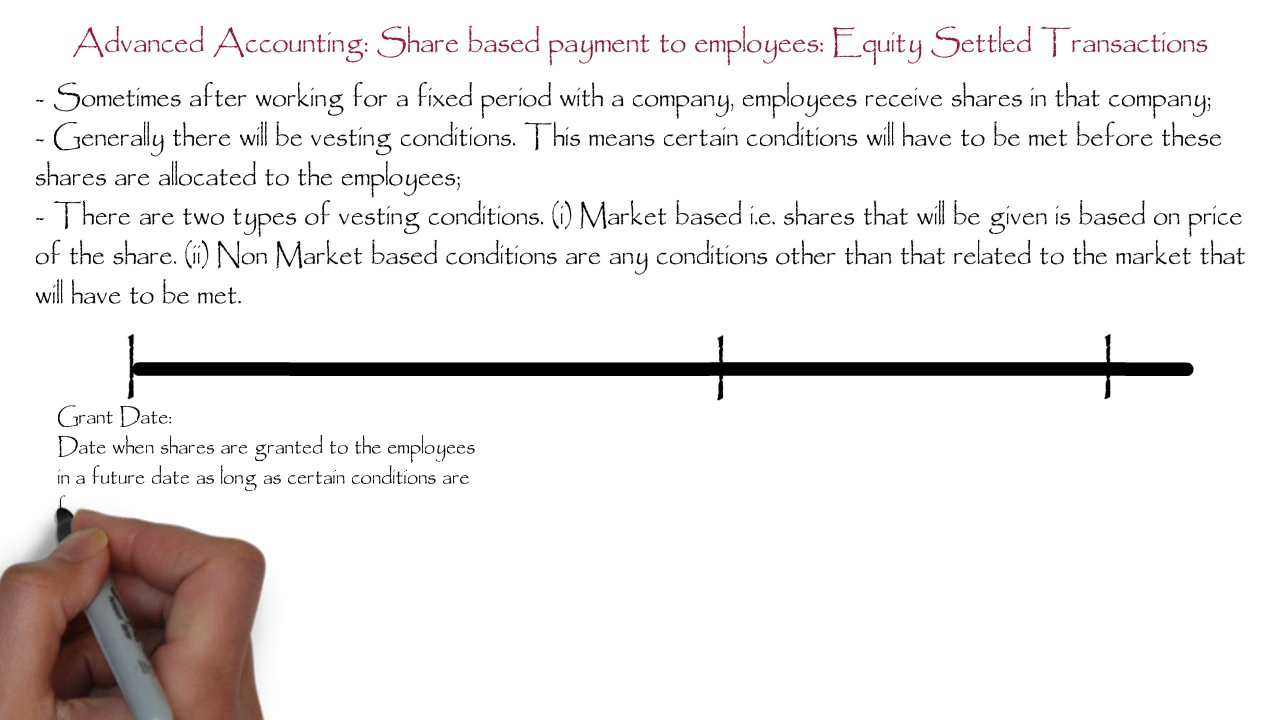 Advanced Accounting: Share based payment to employees: Equity Settled Transactions
- Sometimes after working for a fixed period with a company, employees receive shares in that company;
- Generally there will be vesting conditions. This means certain conditions will have to be met before these
shares are allocated to the employees;
- There are two types of vesting conditions. (i) Market based i.e. shares that will be given is based on price
of the share. (ii) Non Market based conditions are any conditions other than that related to the market that
will have to be met.
Grant Date:
Date when shares are granted to the employees
in a future date as long as certain conditions are